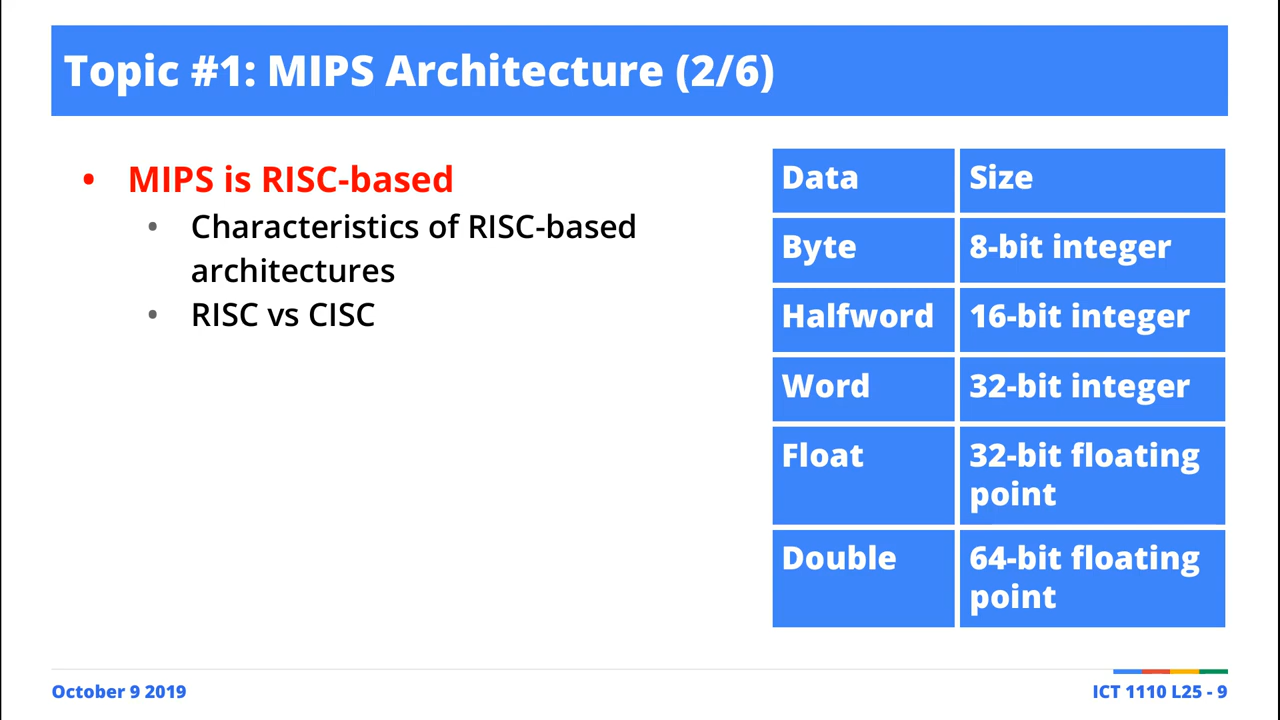 Topic #1: MIPS Architecture (2/6)
• MIPS is RISC-based
• Characteristics of RISC-based
architectures
• RISC vs CISC
Data Size
Byte 8-bit integer
Halfword 16-bit integer
Word 32-bit integer
Float 32-bit floating
point
Double 64-bit floating
point
October 9 2019
ICT 1110 L25 - 9